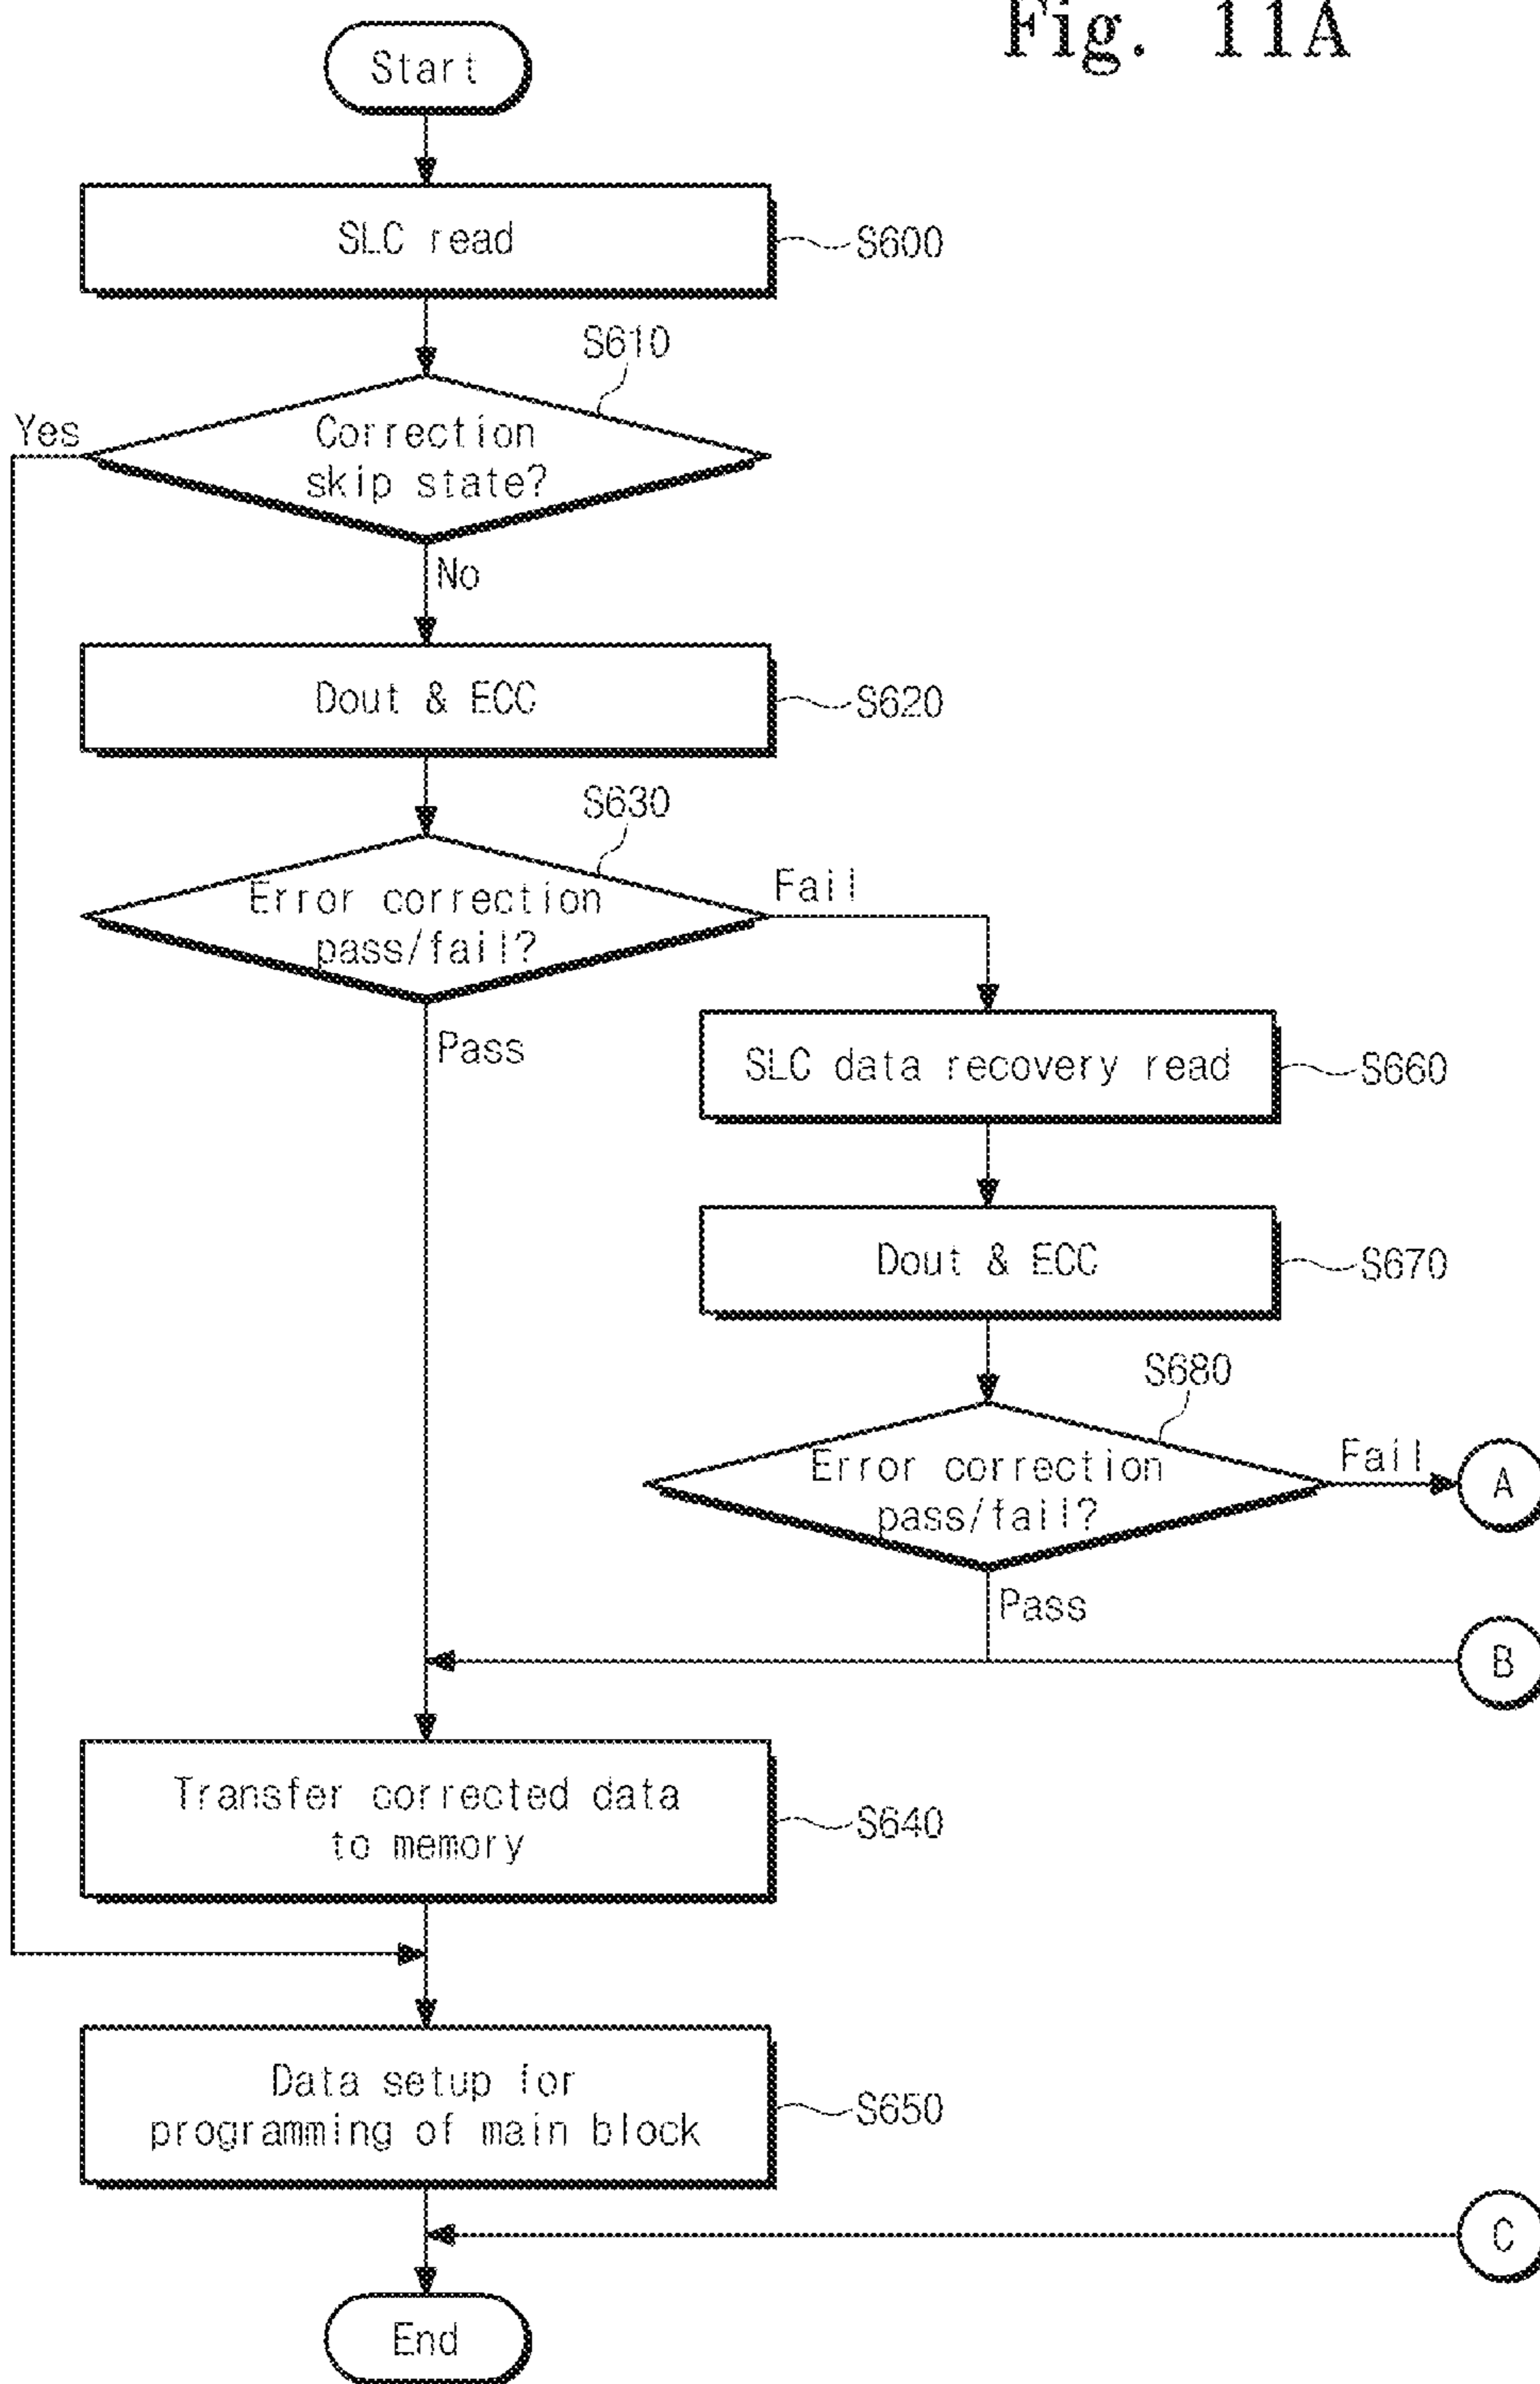 Fig. 11A
Start
SLC read
S600
S610
Yes
Correction
skip state?
No
Dout & ECC
S620
S630
Error correction
pass/fail?
Fail
Pass
SLC data recovery read
S660
Dout & ECC
S670
S680
Error correction
pass/fail?
Fail
A
Pass
B
Transfer corrected data
to memory
S640
Data setup for
programming of main block
S650
C
End